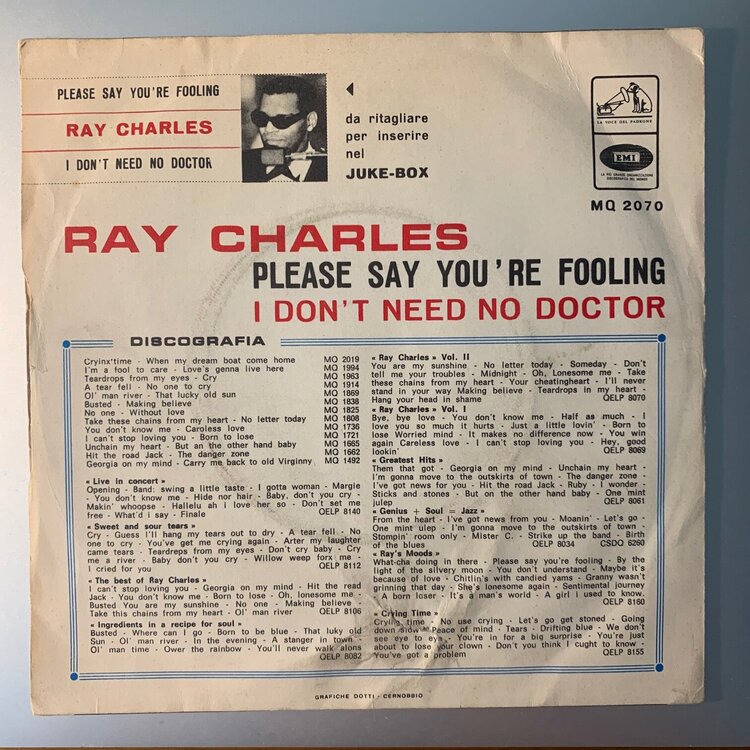 PLEASE SAY YOU'RE FOOLING
RAY CHARLES
I DON'T NEED NO DOCTOR
da ritagliare
per inserire
nel
JUKE-BOX
LA VOCE DEL PADRONE
EMI
LA PIÙ GRANDE ORGANIZZAZIONE
DISCOGRAFICA DEL MONDO
MQ 2070
RAY CHARLES
PLEASE SAY YOU'RE FOOLING
I DON'T NEED NO DOCTOR
DISCOGRAFIA
Cryinx'time - When my dream boat come home MQ 2019
I'm a fool to care - Love's genna live here MQ 1994
Teardrops from my eyes - Cry MQ 1963
A tear fell - No one to cry MQ 1914
Ol' man river - That lucky old sun MQ 1869
Busted - Making believe MQ 1838
No one - Without love MQ 1825
Take these chains from my heart - No letter today MQ 1808
You don't know me - Caroless love MQ 1736
I can't stop loving you - Born to lose MQ 1721
Unchain my heart - But an the other hand baby MQ 1665
Hit the road Jack - The danger zone MQ 1662
Georgia on my mind - Carry me back to old Virginny MQ 1492
« Live in concert »
Opening - Band: swing a little taste - I gotta woman - Margie
- You don't know me - Hide nor hair - Baby, don't you cry -
Makin' whoopse - Hallelu ah i love her so - Don't set me
free - What'd i say - Finale QELP 8140
« Sweet and sour tears »
Cry - Guess I'll hang my tears out to dry - A tear fell - No
one to cry - You've get me crying again - Arter my laughter
came tears - Teardreps from my eyes - Don't cry baby - Cry
me a river - Baby don't you cry - Willow weep forx me -
I cried for you QELP 8112
« The best of Ray Charles »
I can't stop loving you - Georgia on my mind - Hit the read
Jack - You don't know me - Born to lose - Oh, lonesome me -
Busted You are my sunshine - No one - Making believe -
Take this chains from my heart - Ol' man river QELP 8106
« Ingredients in a recipe for soul »
Busted - Where can I go - Born to be blue - That luky old
Sun - Ol' man river - In the evening - A stanger in town -
Ol' man time - Over the rainbow - You'll never walk alons
QELP 8082
« Ray Charles » Vol. II
You are my sunshine - No letter today - Someday - Don't
tell me your troubles - Midnight - Oh, Lonesome me - Take
these chains from my heart - Your cheatingheart - I'll never
stand in your way Making believe - Teardrops in my heart -
Hang your head in shame QELP 8070
« Ray Charles » Vol. I
Bye, bye love - You don't know me - Half as much - I
love you so much it hurts - Just a little lovin' - Born to
lose Worried mind - It makes no difference now - You win
again Careless love - I can't stop loving you - Hey, good
lookin' QELP 8069
« Greatest Hits »
Them that got - Georgia on my mind - Unchain my heart -
I'm gonna move to the outskirts of town - The danger zone -
I've got news for you - Hit the road Jack - Ruby - I wonder -
Sticks and stones - But on the other hand baby - One mint
julep QELP 8061
« Genius + Soul = Jazz »
From the heart - I've got news from you - Moanin' - Let's go -
One mint ulep - I'm gonna move to the outskirts of town -
Stompin' room only - Mister C. - Strike up the band - Birth
of the blues QELP 8034 CSDQ 6260
« Ray's Moods »
What-cha doing in there - Please say you're fooling - By the
light of the silvery moon - You don't understand - Maybe it's
because of love - Chitlin's with candied yams - Granny wasn't
grinning that day - She's lonesome again - Sentimental journey
- A born loser - It's a man's world - A girl I used to know.
QELP 8160
« Crying Time »
Crying time - No use crying - Let's go get stoned - Going
down slow - Peace of mind - Tears - Drifting blue - We don't
see eye to eye - You're in for a big surprise - You're just
about to lose your clown - Don't you think I cught to know -
You've got a problem QELP 8155
GRAFICHE DOTTI - CERNOBBIO